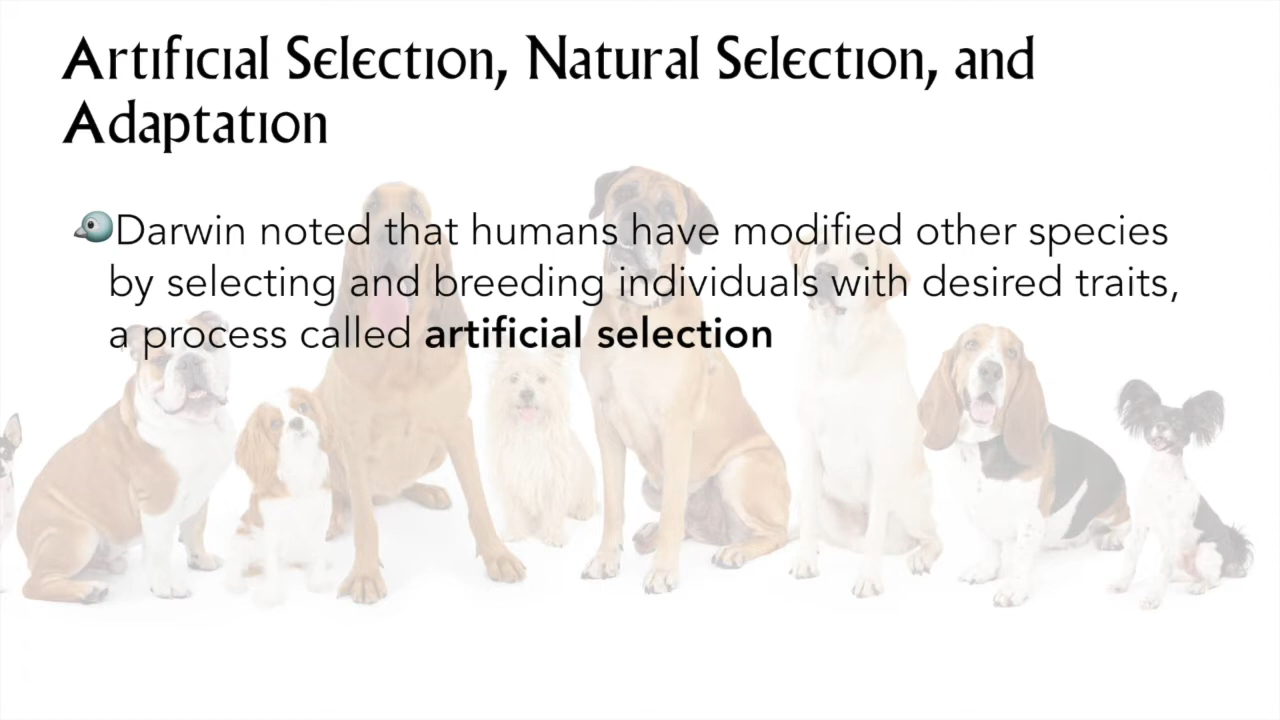 Artificial Selection, Natural Selection, and
Adaptation
Darwin noted that humans have modified other species
by selecting and breeding individuals with desired traits,
a process called artificial selection